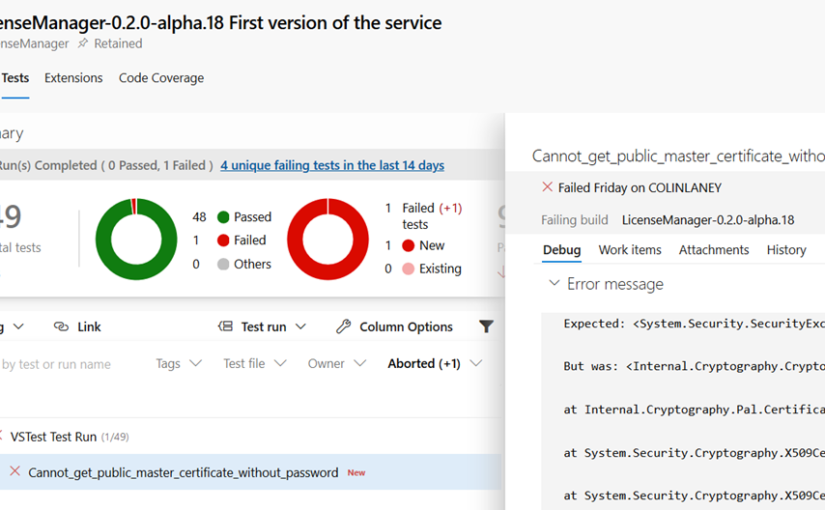 enseManager-0.2.0-alpha.18 First version of the service
enseManager Retained
Tests Extensions Code Coverage
ary
Run(s) Completed ( 0 Passed, 1 Failed ) 4 unique failing tests in the last 14 days
49
tal tests
48 Passed
1 Failed
0 Others
1 Failed (+1)
tests
1 New
0 Existing
g Link Test run Column Options
by test or run name Tags Test file Owner Aborted (+1)
VSTest Test Run (1/49)
Cannot_get_public_master_certificate_without_password New
Cannot_get_public_master_certificate_witho
Failed Friday on COLINLANEY
Failing build LicenseManager-0.2.0-alpha.18
Debug Work items Attachments History
Error message
Expected: <System.Security.SecurityExc
But was: <Internal.Cryptography.Crypto
at Internal.Cryptography.Pal.Certifica
at System.Security.Cryptography.X509Ce
at System.Security.Cryptography.X509Ce